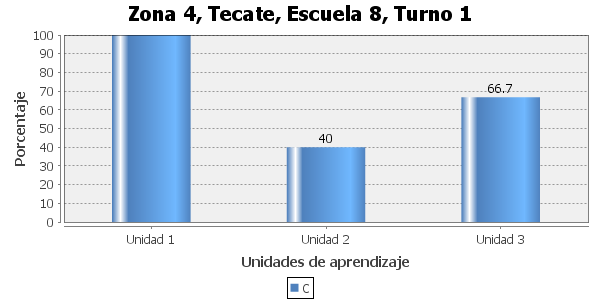 Zona 4, Tecate, Escuela 8, Turno 1
Porcentaje
100
90
80
70
60
50
40
30
20
10
0
40
66.7
Unidad 1
Unidad 2
Unidad 3
Unidades de aprendizaje
C